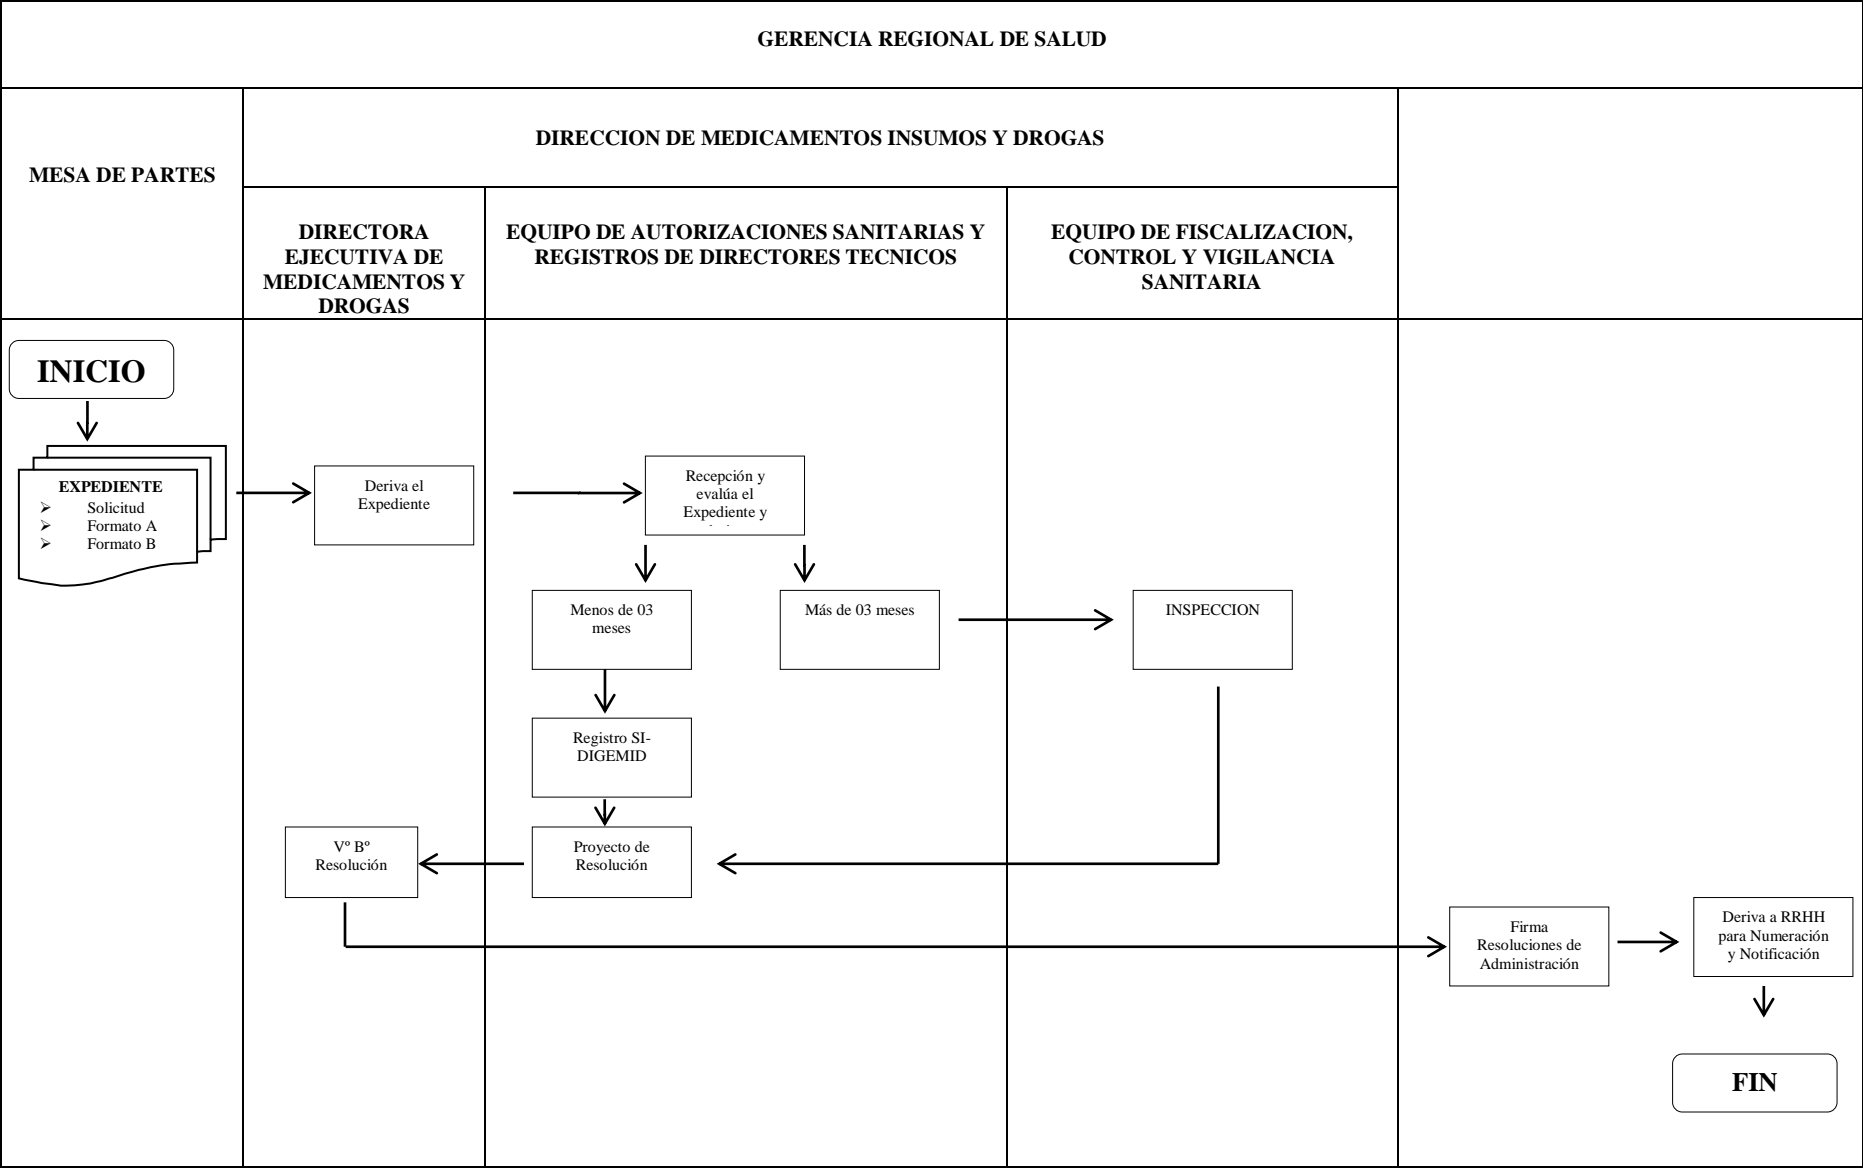 GERENCIA REGIONAL DE SALUD
MESA DE PARTES
DIRECCION DE MEDICAMENTOS INSUMOS Y DROGAS
DIRECTORA
EJECUTIVA DE
MEDICAMENTOS Y
DROGAS
EQUIPO DE AUTORIZACIONES SANITARIAS Y
REGISTROS DE DIRECTORES TECNICOS
EQUIPO DE FISCALIZACION,
CONTROL Y VIGILANCIA
SANITARIA
INICIO
EXPEDIENTE
➢ Solicitud
➢ Formato A
➢ Formato B
Deriva el
Expediente
Recepción y
evalúa el
Expediente y
Menos de 03
meses
Más de 03 meses
INSPECCION
Registro SI-
DIGEMID
Vº Bº
Resolución
Proyecto de
Resolución
Firma
Resoluciones de
Administración
Deriva a RRHH
para Numeración
y Notificación
FIN